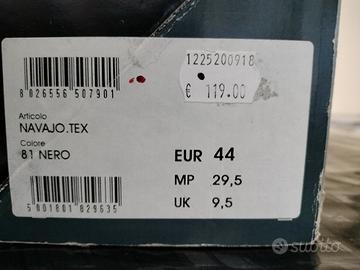 1225200918
€ 119.00
8 026556 507901
Articolo
NAVAJO.TEX
Colore
81 NERO
EUR 44
MP 29,5
UK 9,5
5 001801 829635
subito